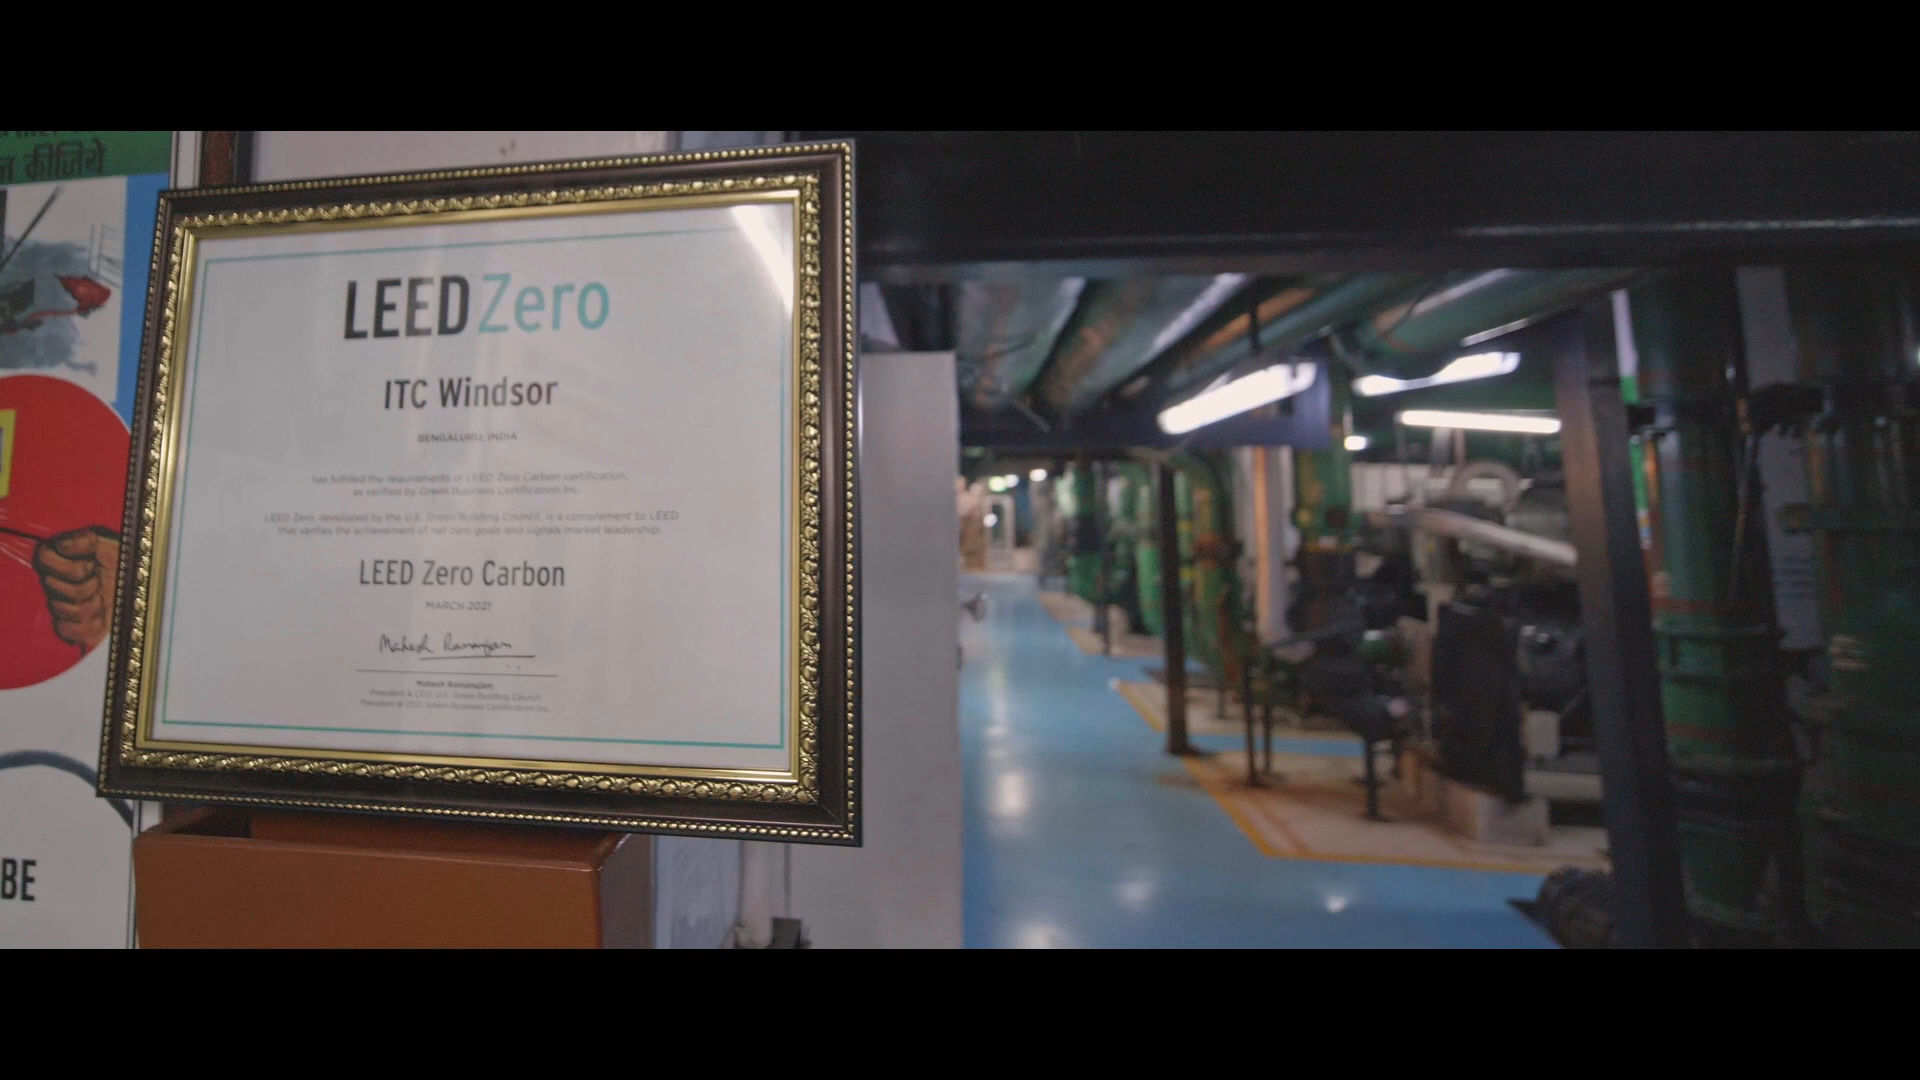 कीजिये
LEED Zero
ITC Windsor
BENGALURU, INDIA
has fulfilled the requirements of LEED Zero Carbon certification,
as verified by Green Business Certification Inc.
LEED Zero, developed by the U.S. Green Building Council, is a complement to LEED
that verifies the achievement of net zero goals and signals market leadership.
LEED Zero Carbon
MARCH 2021
Mahesh Ramanujam
Mahesh Ramanujam
President & CEO, U.S. Green Building Council
President & CEO, Green Business Certification Inc.
BE